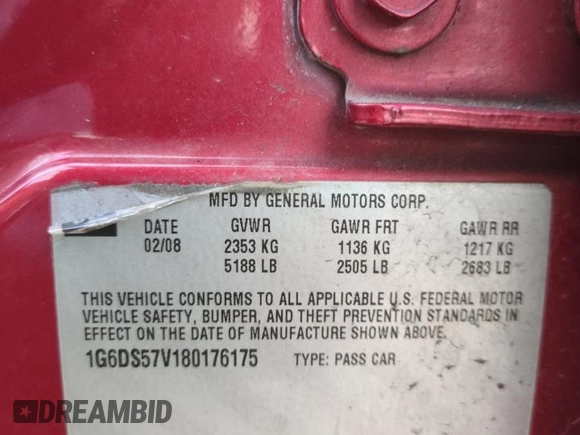 MFD BY GENERAL MOTORS CORP.
DATE GVWR GAWR FRT GAWR RR
02/08 2353 KG 1136 KG 1217 KG
5188 LB 2505 LB 2683 LB
THIS VEHICLE CONFORMS TO ALL APPLICABLE U.S. FEDERAL MOTOR
VEHICLE SAFETY, BUMPER, AND THEFT PREVENTION STANDARDS IN
EFFECT ON THE DATE OF MANUFACTURE SHOWN ABOVE.
1G6DS57V180176175 TYPE: PASS CAR
DREAMBID